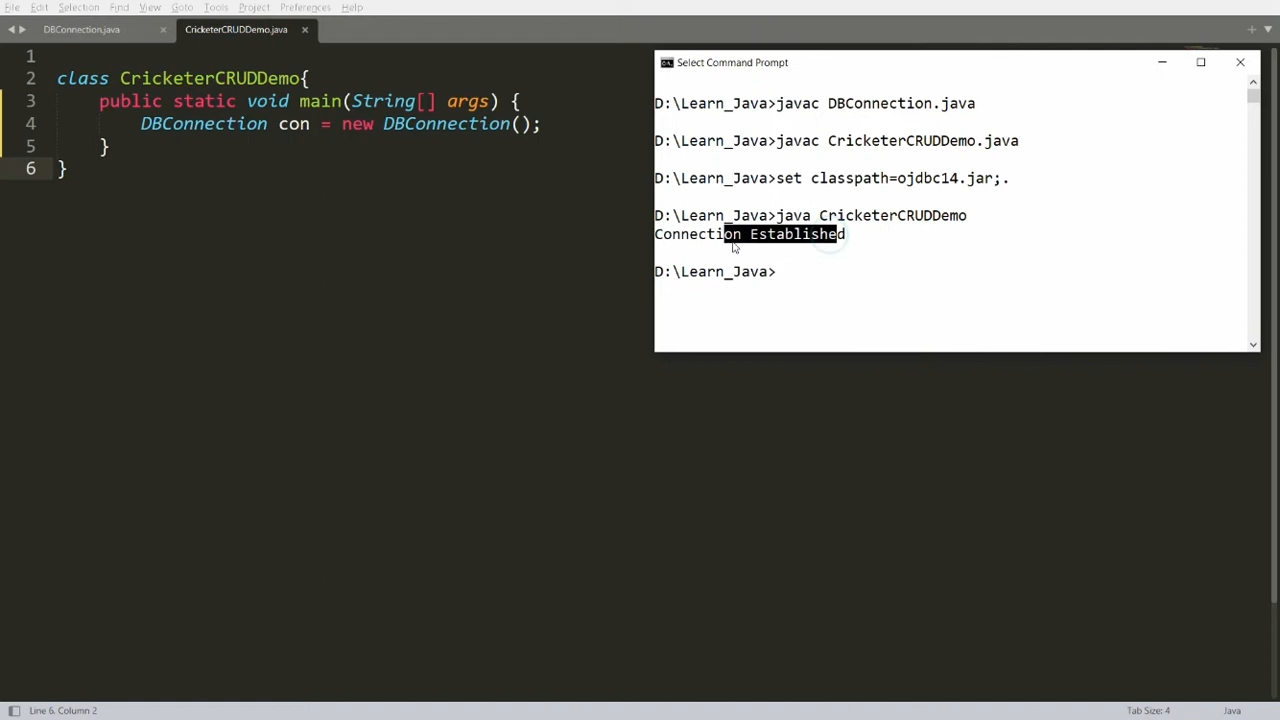 File Edit Selection Find View Goto Tools Project Preferences Help
DBConnection.java
CricketerCRUDDemo.java
1
2 class CricketerCRUDDemo{
3 public static void main(String[] args) {
4 DBConnection con = new DBConnection();
5 }
6 }
Select Command Prompt
D:\Learn_Java>javac DBConnection.java
D:\Learn_Java>javac CricketerCRUDDemo.java
D:\Learn_Java>set classpath=ojdbc14.jar;.
D:\Learn_Java>java CricketerCRUDDemo
Connection Established
D:\Learn_Java>
Line 6, Column 2
Tab Size: 4
Java